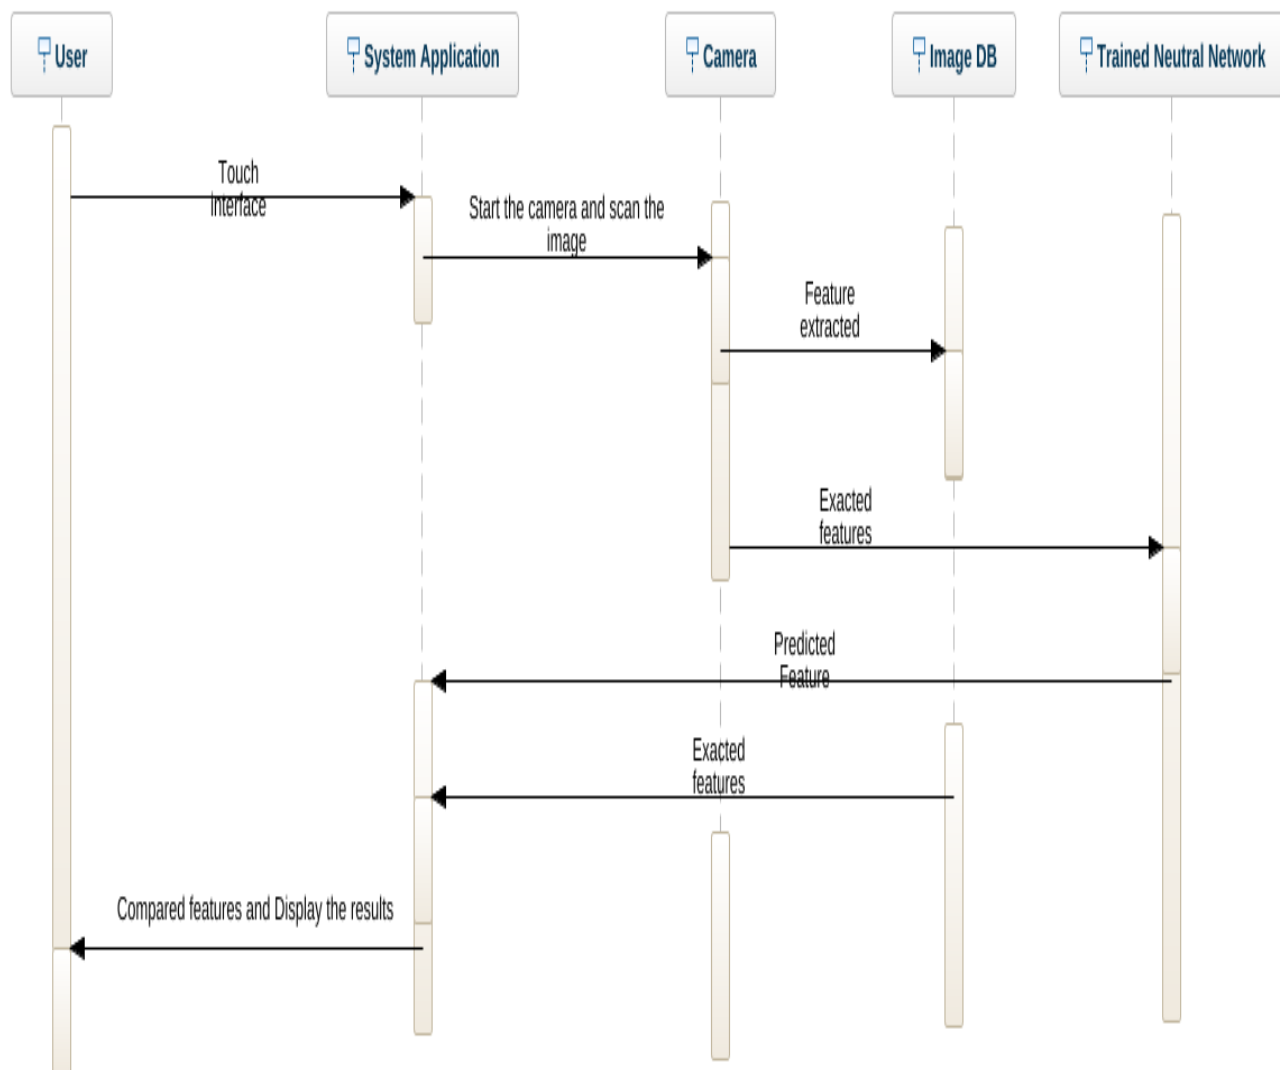 User
System Application
Camera
Image DB
Trained Neutral Network
Touch
Interface
Start the camera and scan the
image
Feature
extracted
Exacted
features
Predicted
Feature
Exacted
features
Compared features and Display the results